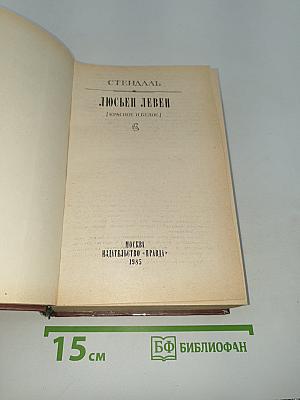 СТЕНДАЛЬ
ЛЮСЬЕН ЛЕВЕН
[КРАСНОЕ И БЕЛОЕ]
МОСКВА
ИЗДАТЕЛЬСТВО «ПРАВДА»
1985
15 см
БФ БИБЛИОФАН